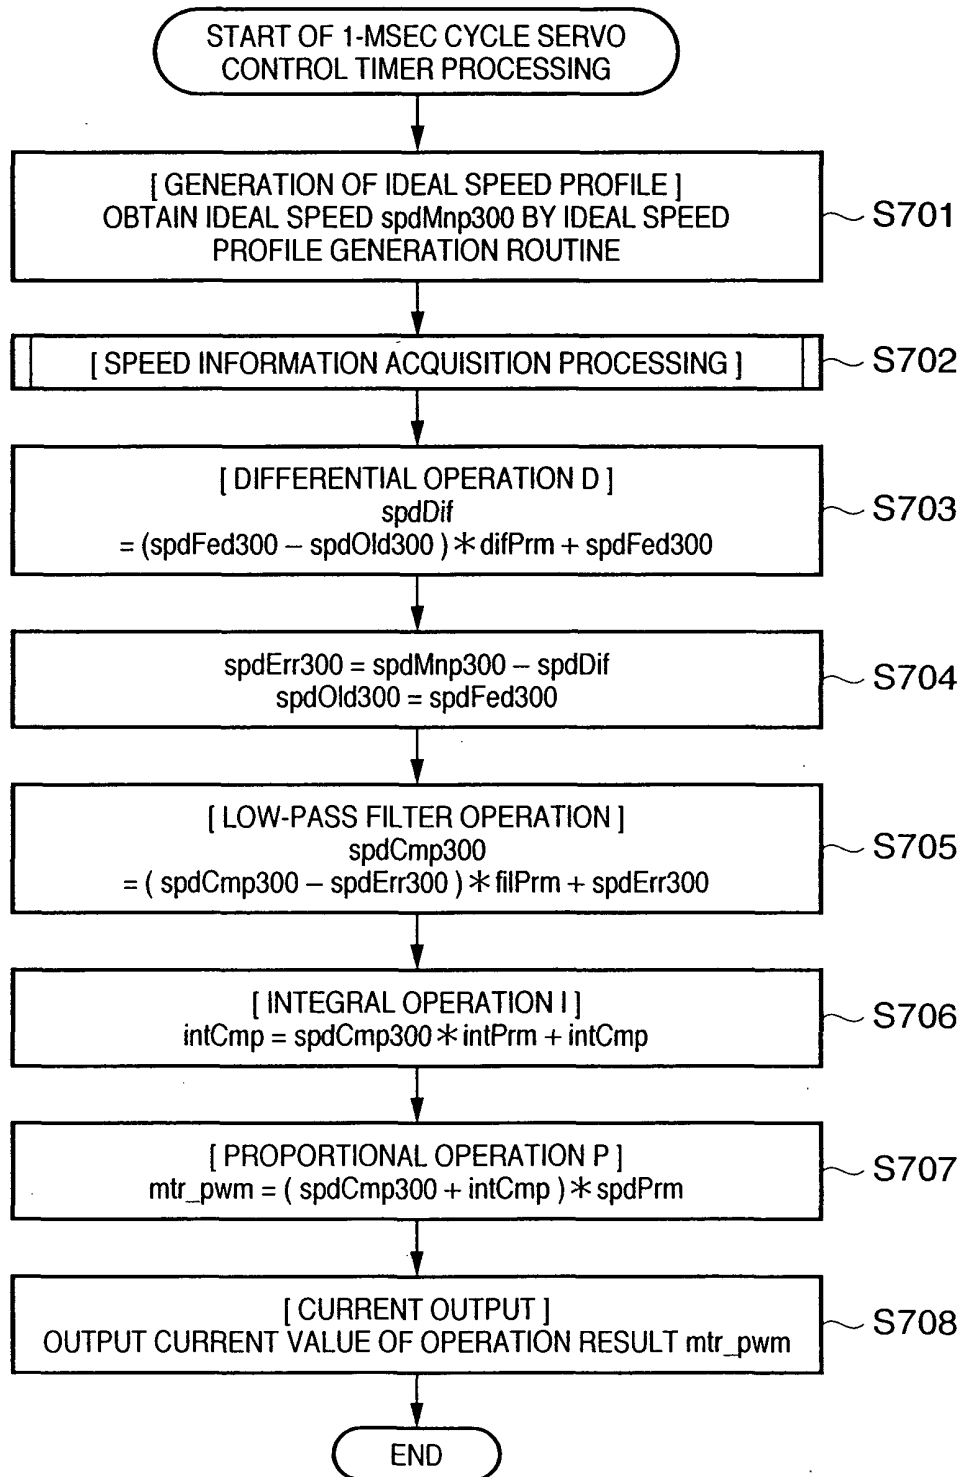 START OF 1-MSEC CYCLE SERVO
CONTROL TIMER PROCESSING
[ GENERATION OF IDEAL SPEED PROFILE ]
OBTAIN IDEAL SPEED spdMnp300 BY IDEAL SPEED
PROFILE GENERATION ROUTINE
S701
[ SPEED INFORMATION ACQUISITION PROCESSING ]
S702
[ DIFFERENTIAL OPERATION D ]
spdDif
= (spdFed300 – spdOld300 ) * difPrm + spdFed300
S703
spdErr300 = spdMnp300 – spdDif
spdOld300 = spdFed300
S704
[ LOW-PASS FILTER OPERATION ]
spdCmp300
= ( spdCmp300 – spdErr300 ) * filPrm + spdErr300
S705
[ INTEGRAL OPERATION I ]
intCmp = spdCmp300 * intPrm + intCmp
S706
[ PROPORTIONAL OPERATION P ]
mtr_pwm = ( spdCmp300 + intCmp ) * spdPrm
S707
[ CURRENT OUTPUT ]
OUTPUT CURRENT VALUE OF OPERATION RESULT mtr_pwm
S708
END